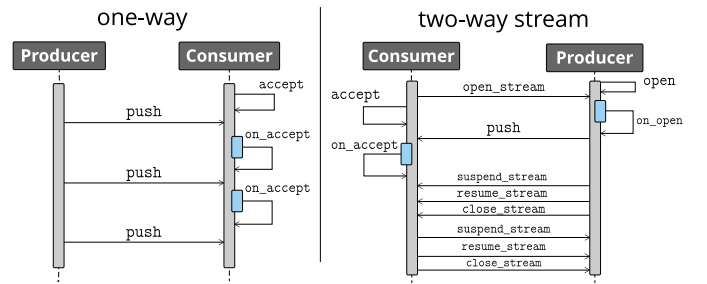 one-way
Producer
Consumer
accept
push
on_accept
push
on_accept
push
two-way stream
Consumer
Producer
open
open_stream
accept
on_open
push
on_accept
suspend_stream
resume_stream
close_stream
suspend_stream
resume_stream
close_stream